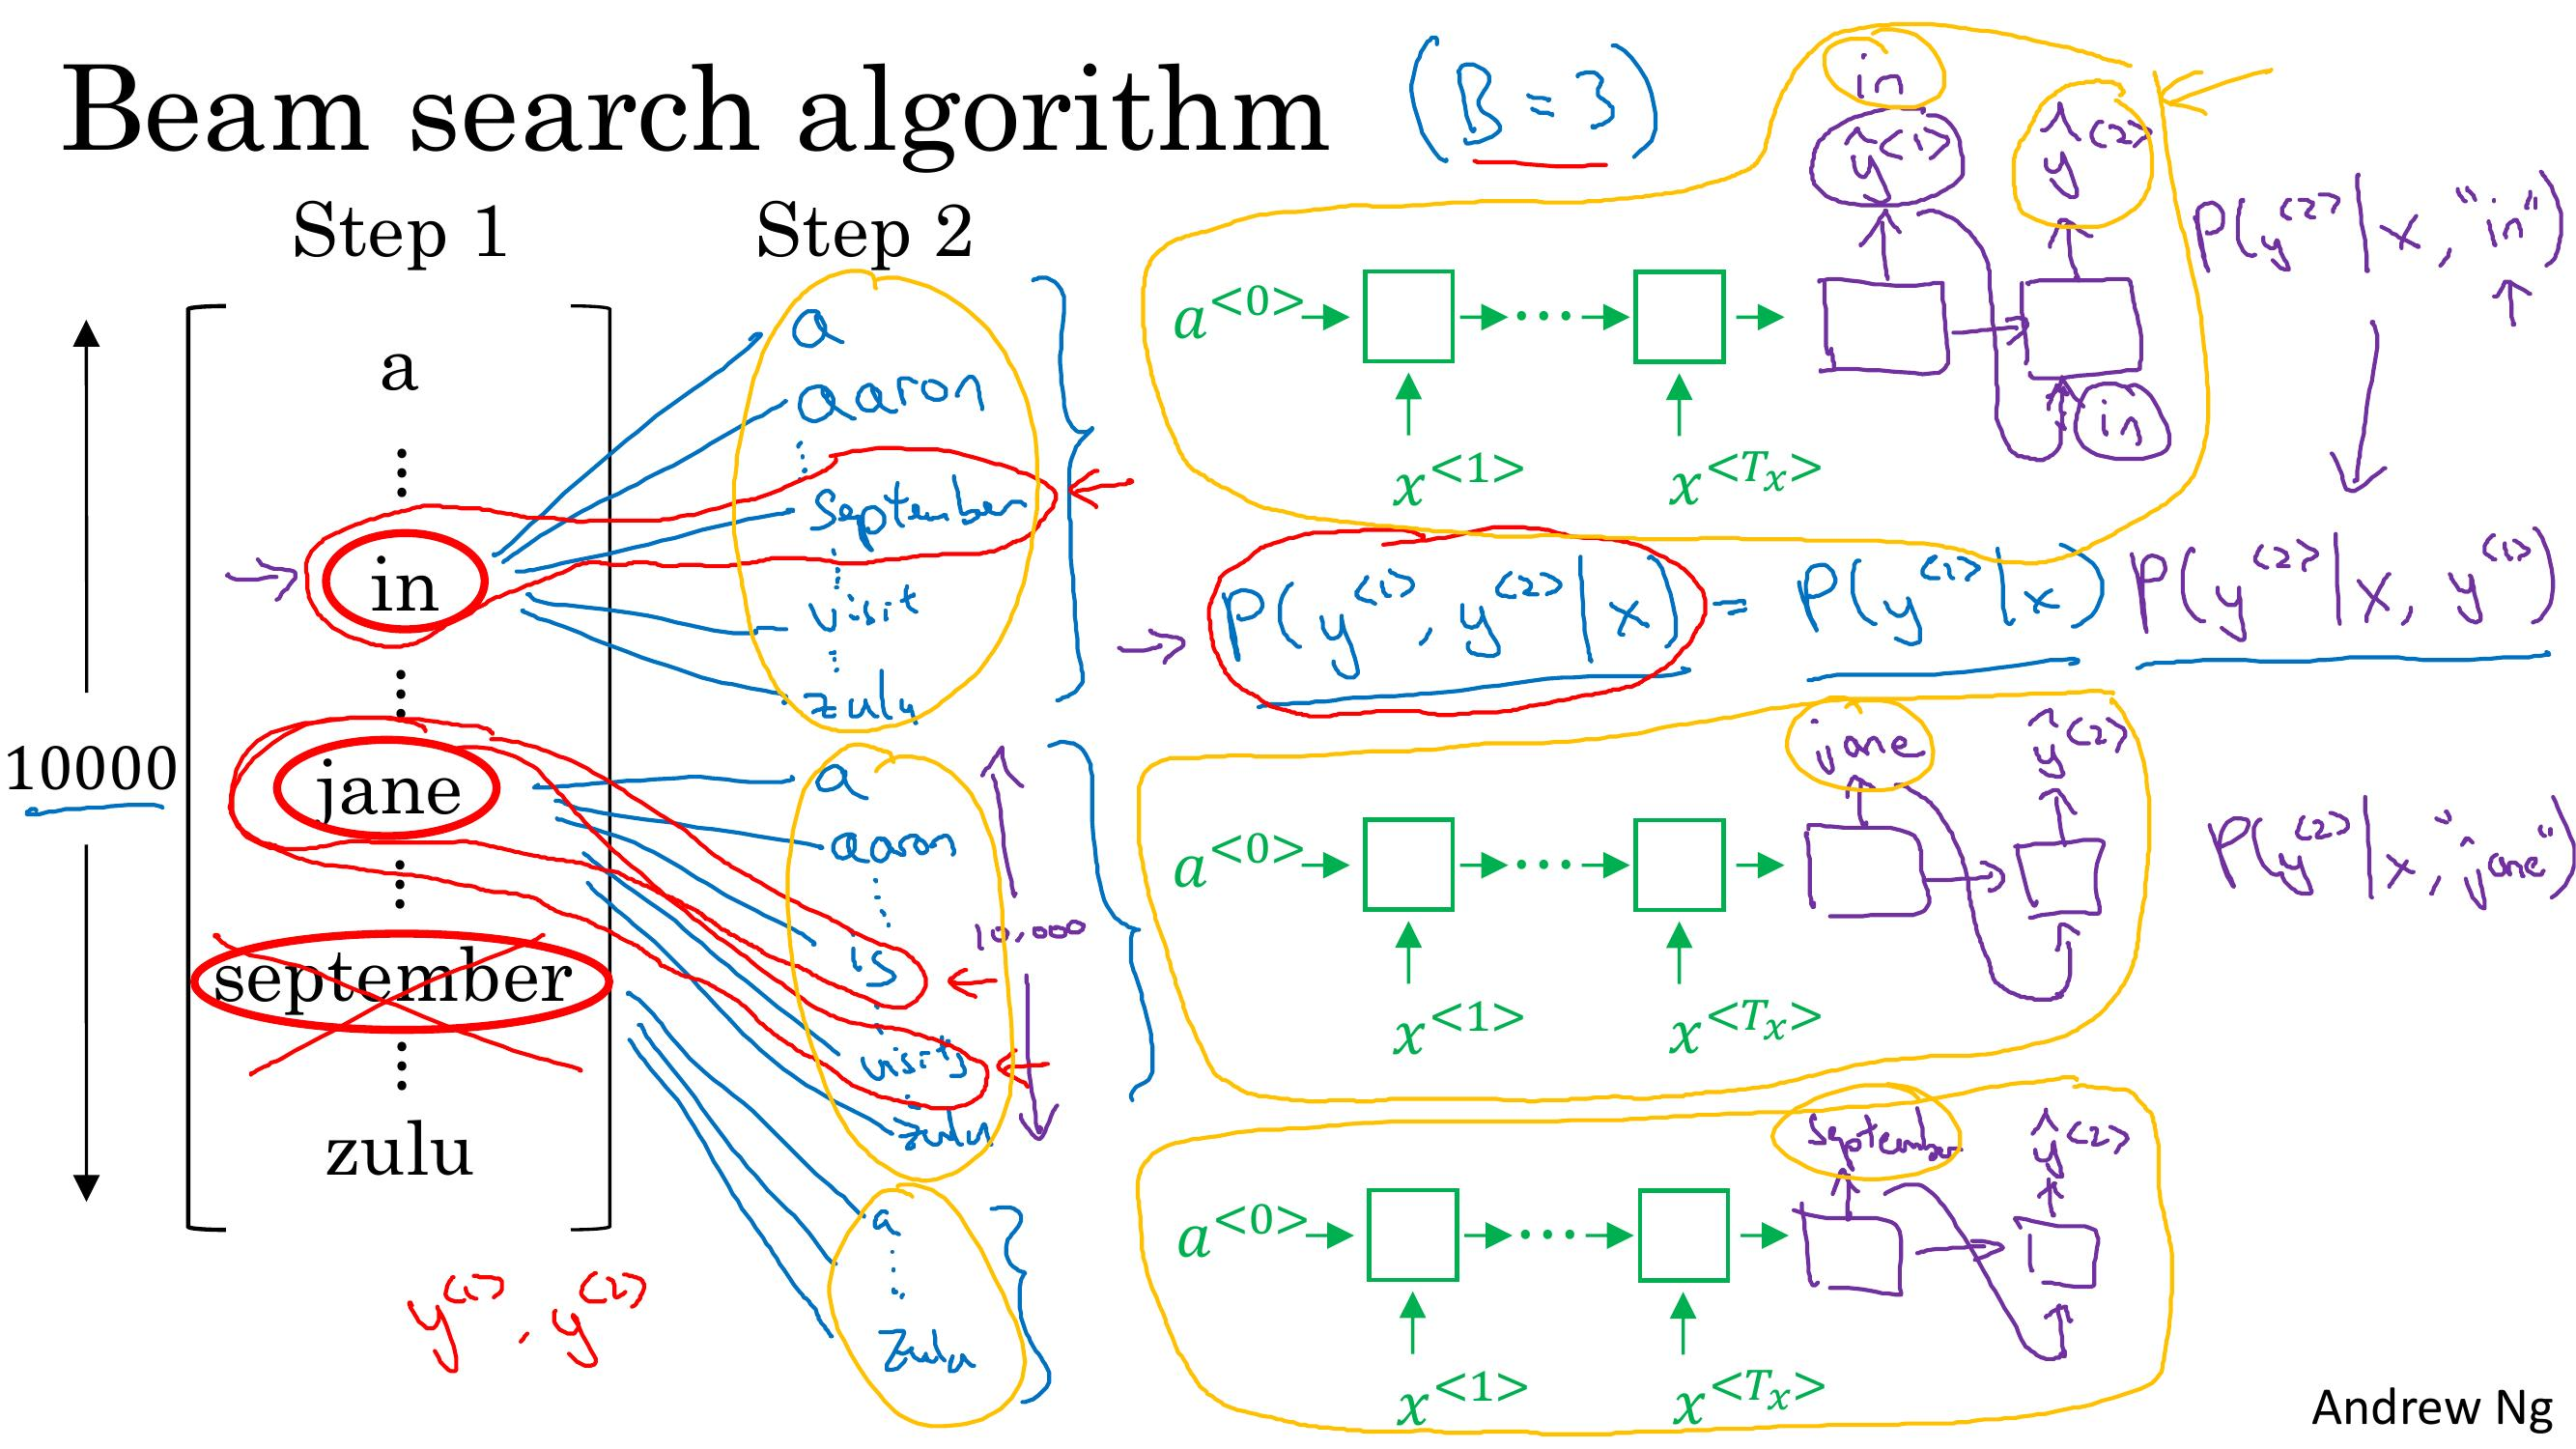 Beam search algorithm (B = 3)
Step 1
Step 2
10000
a
⋮
in
⋮
jane
⋮
september
⋮
zulu
y<1>, y<2>
a
aaron
⋮
September
⋮
visit
⋮
zulu
a
aaron
⋮
is
⋮
visits
⋮
zulu
10,000
a
⋮
zulu
in
ŷ<1> ŷ<2>
P(y<2> | x, "in")
a<0> ⋯
in
x<1> x<Tx>
P(y<1>, y<2> | x) = P(y<1> | x) P(y<2> | x, y<1>)
jane ŷ<2>
a<0> ⋯
P(y<2> | x, "jane")
x<1> x<Tx>
September ŷ<2>
a<0> ⋯
x<1> x<Tx>
Andrew Ng